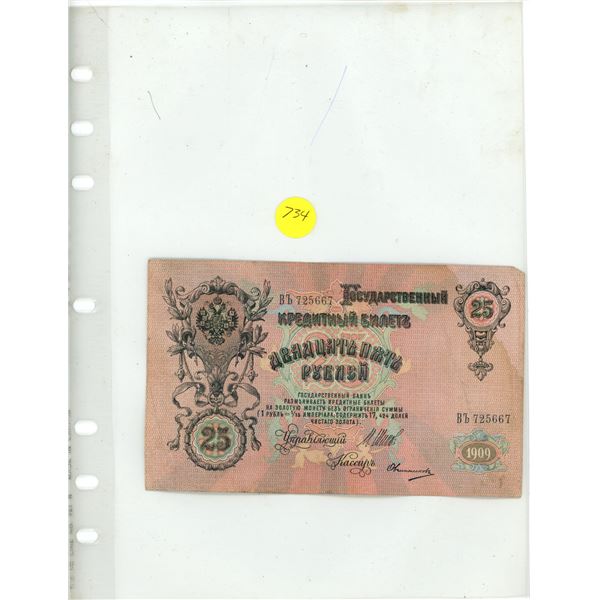 734
ВЪ 725667 Государственный 25
Кредитный Билетъ
Двадцать пять
рублей
Государственный Банкъ
размѣниваетъ кредитные билеты
на золотую монету безъ ограниченія суммы
(1 рубль = 1/15 империала, содержитъ 17,424 долей
чистаго золота).
ВЪ 725667
25
Управляющій
Кассиръ
1909